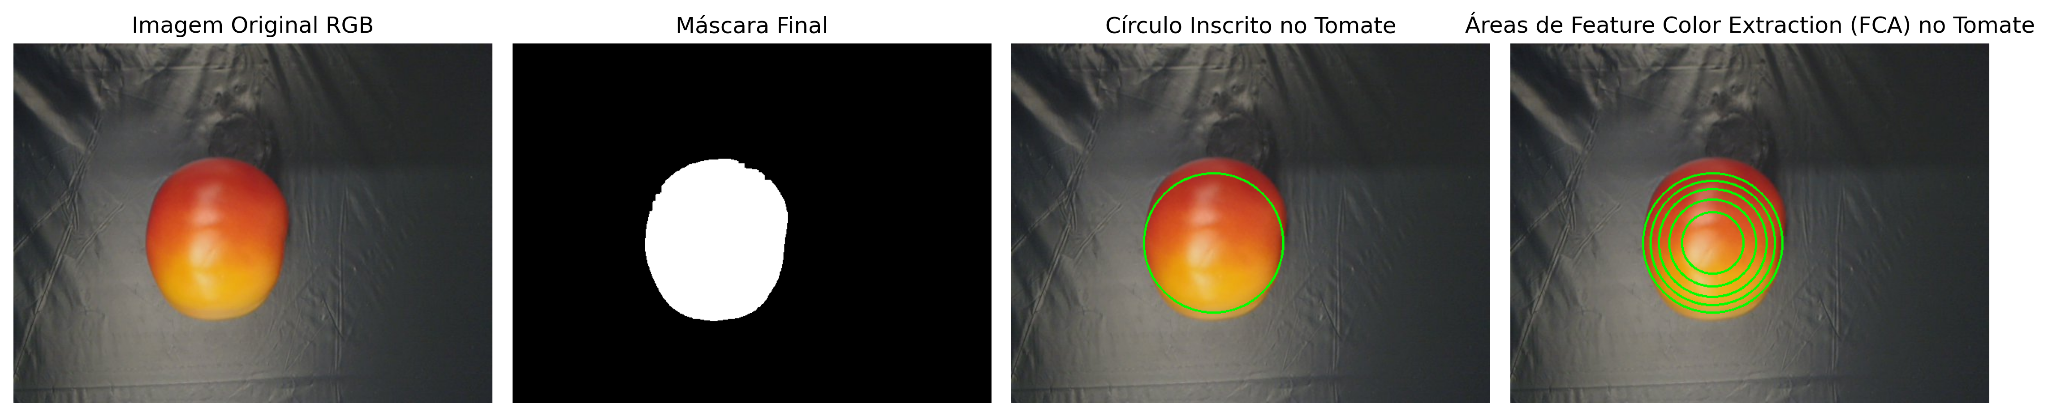 Imagem Original RGB
Máscara Final
Círculo Inscrito no Tomate
Áreas de Feature Color Extraction (FCA) no Tomate